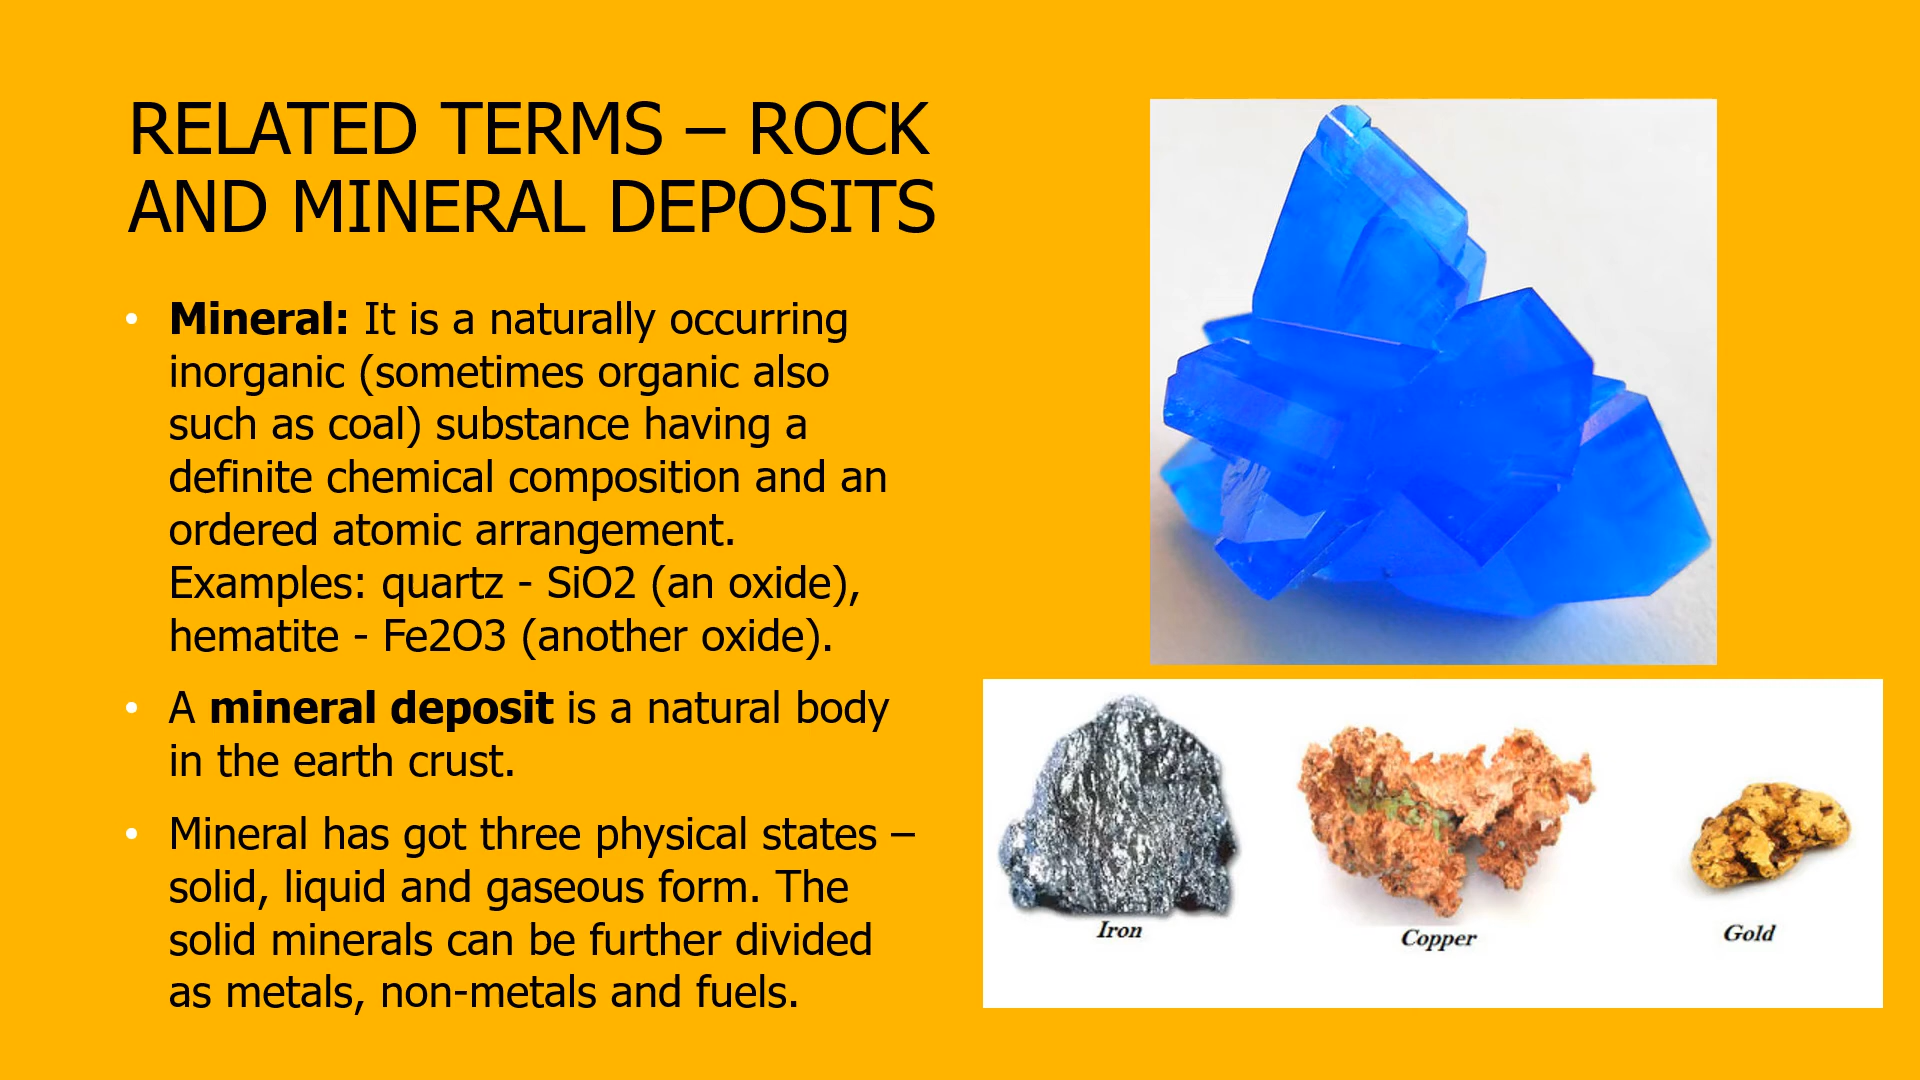 RELATED TERMS – ROCK
AND MINERAL DEPOSITS
• Mineral: It is a naturally occurring
inorganic (sometimes organic also
such as coal) substance having a
definite chemical composition and an
ordered atomic arrangement.
Examples: quartz - SiO2 (an oxide),
hematite - Fe2O3 (another oxide).
• A mineral deposit is a natural body
in the earth crust.
• Mineral has got three physical states –
solid, liquid and gaseous form. The
solid minerals can be further divided
as metals, non-metals and fuels.
Iron
Copper
Gold